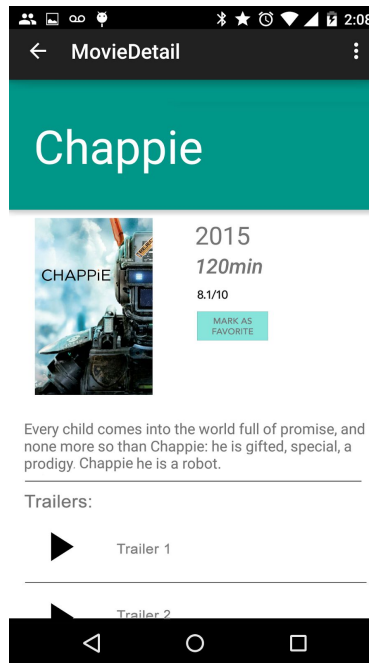 2:08
MovieDetail
Chappie
CHAPPiE
2015
120min
8.1/10
MARK AS
FAVORITE
Every child comes into the world full of promise, and
none more so than Chappie: he is gifted, special, a
prodigy. Chappie he is a robot.
Trailers:
Trailer 1
Trailer 2